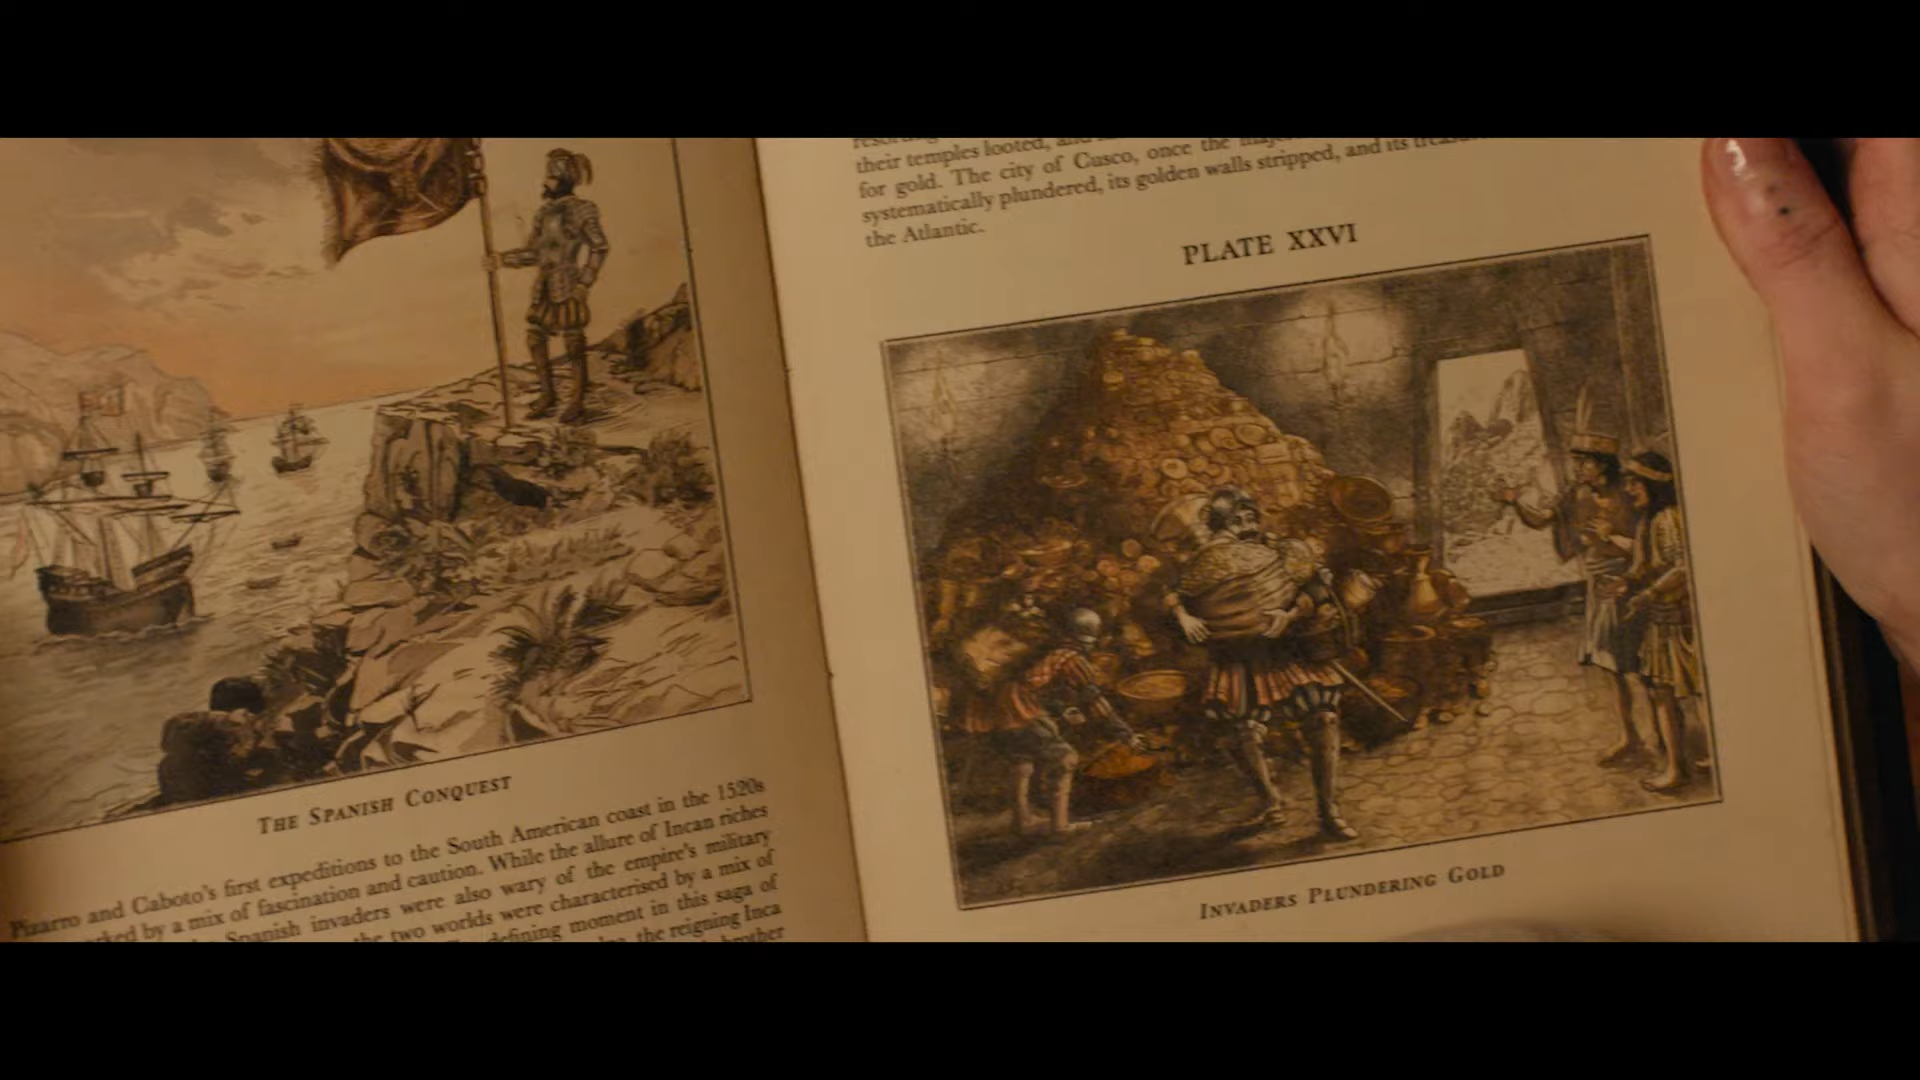 THE SPANISH CONQUEST
Pizarro and Caboto's first expeditions to the South American coast in the 1520s
by a mix of fascination and caution. While the allure of Incan riches
Spanish invaders were also wary of the empire's military
the two worlds were characterised by a mix of
defining moment in this saga of
the reigning Inca
brother
their temples looted, and
for gold. The city of Cusco, once the
systematically plundered, its golden walls stripped, and its
the Atlantic.
PLATE XXVI
INVADERS PLUNDERING GOLD